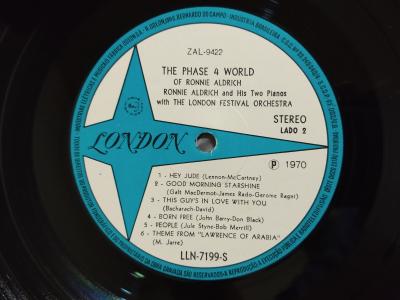 ZAL-9422
THE PHASE 4 WORLD
OF RONNIE ALDRICH
RONNIE ALDRICH and His Two Pianos
with THE LONDON FESTIVAL ORCHESTRA
STEREO
LADO 2
LONDON
P 1970
1 - HEY JUDE (Lennon-McCartney)
2 - GOOD MORNING STARSHINE
(Galt MacDermot-James Rado-Gerome Ragni)
3 - THIS GUY'S IN LOVE WITH YOU
(Bacharach-David)
4 - BORN FREE (John Barry-Don Black)
5 - PEOPLE (Jule Styne-Bob Merrill)
6 - THEME FROM "LAWRENCE OF ARABIA"
(M. Jarre)
LLN-7199-S
INDÚSTRIA BRASILEIRA